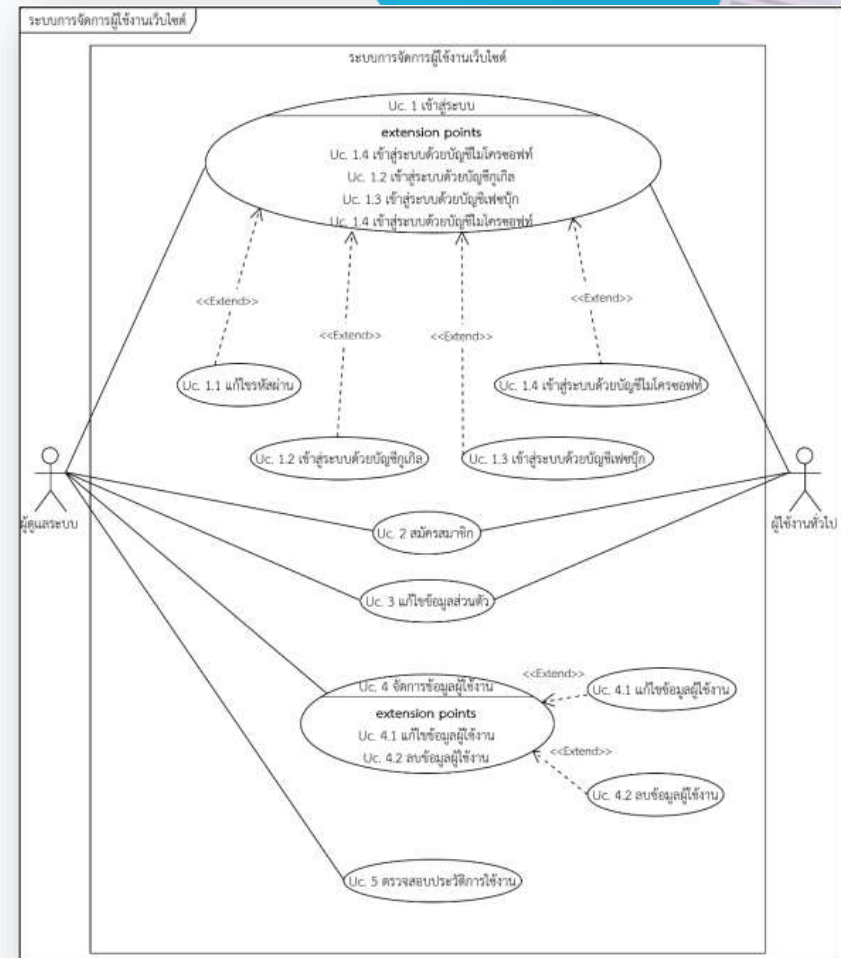 ระบบการจัดการผู้ใช้งานเว็บไซต์
ระบบการจัดการผู้ใช้งานเว็บไซต์
Uc. 1 เข้าสู่ระบบ
extension points
Uc. 1.4 เข้าสู่ระบบด้วยบัญชีไมโครซอฟท์
Uc. 1.2 เข้าสู่ระบบด้วยบัญชีกูเกิล
Uc. 1.3 เข้าสู่ระบบด้วยบัญชีเฟซบุ๊ก
Uc. 1.4 เข้าสู่ระบบด้วยบัญชีไมโครซอฟท์
<<Extend>>
<<Extend>>
<<Extend>>
<<Extend>>
Uc. 1.1 แก้ไขรหัสผ่าน
Uc. 1.4 เข้าสู่ระบบด้วยบัญชีไมโครซอฟท์
Uc. 1.2 เข้าสู่ระบบด้วยบัญชีกูเกิล
Uc. 1.3 เข้าสู่ระบบด้วยบัญชีเฟซบุ๊ก
ผู้ดูแลระบบ
ผู้ใช้งานทั่วไป
Uc. 2 สมัครสมาชิก
Uc. 3 แก้ไขข้อมูลส่วนตัว
Uc. 4 จัดการข้อมูลผู้ใช้งาน
extension points
Uc. 4.1 แก้ไขข้อมูลผู้ใช้งาน
Uc. 4.2 ลบข้อมูลผู้ใช้งาน
<<Extend>>
Uc. 4.1 แก้ไขข้อมูลผู้ใช้งาน
<<Extend>>
Uc. 4.2 ลบข้อมูลผู้ใช้งาน
Uc. 5 ตรวจสอบประวัติการใช้งาน